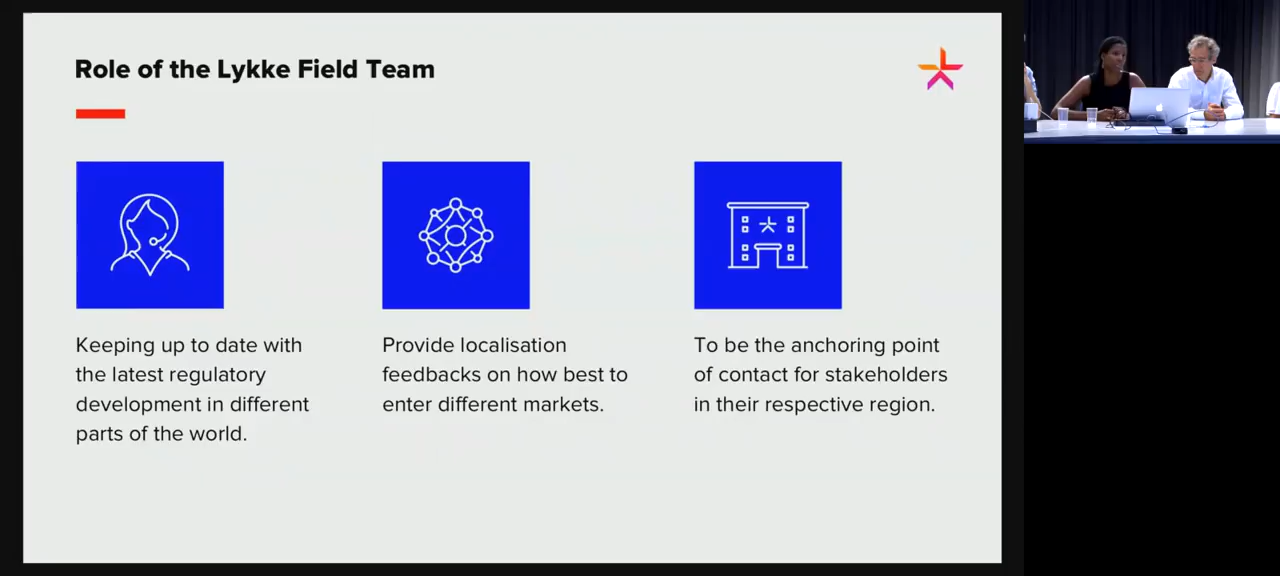 Role of the Lykke Field Team
Keeping up to date with
the latest regulatory
development in different
parts of the world.
Provide localisation
feedbacks on how best to
enter different markets.
To be the anchoring point
of contact for stakeholders
in their respective region.